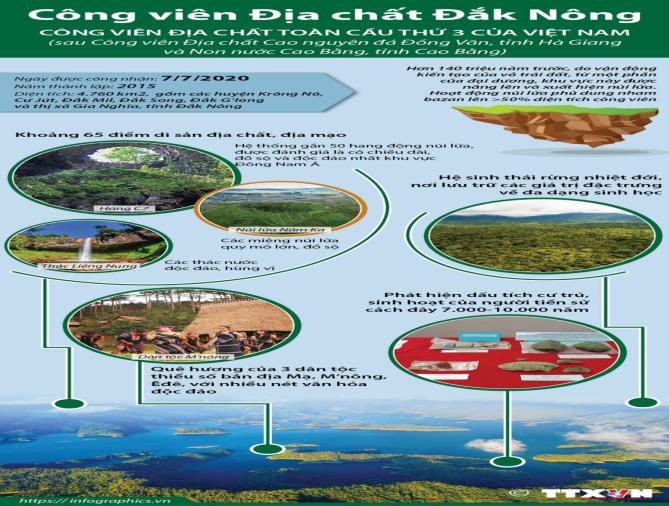 Công viên Địa chất Đắk Nông
CÔNG VIÊN ĐỊA CHẤT TOÀN CẦU THỨ 3 CỦA VIỆT NAM
(sau Công viên Địa chất Cao nguyên đá Đồng Văn, tỉnh Hà Giang
và Non nước Cao Bằng, tỉnh Cao Bằng)
Ngày được công nhận: 7/7/2020
Năm thành lập: 2015
Diện tích: 4.760 km2, gồm các huyện Krông Nô,
Cư Jút, Đắk Mil, Đắk Song, Đắk G'long
và thị xã Gia Nghĩa, tỉnh Đắk Nông
Hơn 140 triệu năm trước, do vận động
kiến tạo của vỏ trái đất, từ một phần
của đại dương, khu vực này được
nâng lên và xuất hiện núi lửa.
Hoạt động núi lửa phủ dung nham
bazan lên >50% diện tích công viên
Khoảng 65 điểm di sản địa chất, địa mạo
Hệ thống gần 50 hang động núi lửa,
được đánh giá là có chiều dài,
đồ sộ và độc đáo nhất khu vực
Đông Nam Á
Hang C7
Núi lửa Nâm Ka
Các miệng núi lửa
quy mô lớn, đồ sộ
Thác Liêng Nung
Các thác nước
độc đáo, hùng vĩ
Hệ sinh thái rừng nhiệt đới,
nơi lưu trữ các giá trị đặc trưng
về đa dạng sinh học
Dân tộc M'nông
Quê hương của 3 dân tộc
thiểu số bản địa Mạ, M'nông,
Êđê, với nhiều nét văn hóa
độc đáo
Phát hiện dấu tích cư trú,
sinh hoạt của người tiền sử
cách đây 7.000-10.000 năm
https://infographics.vn
© TTXVN